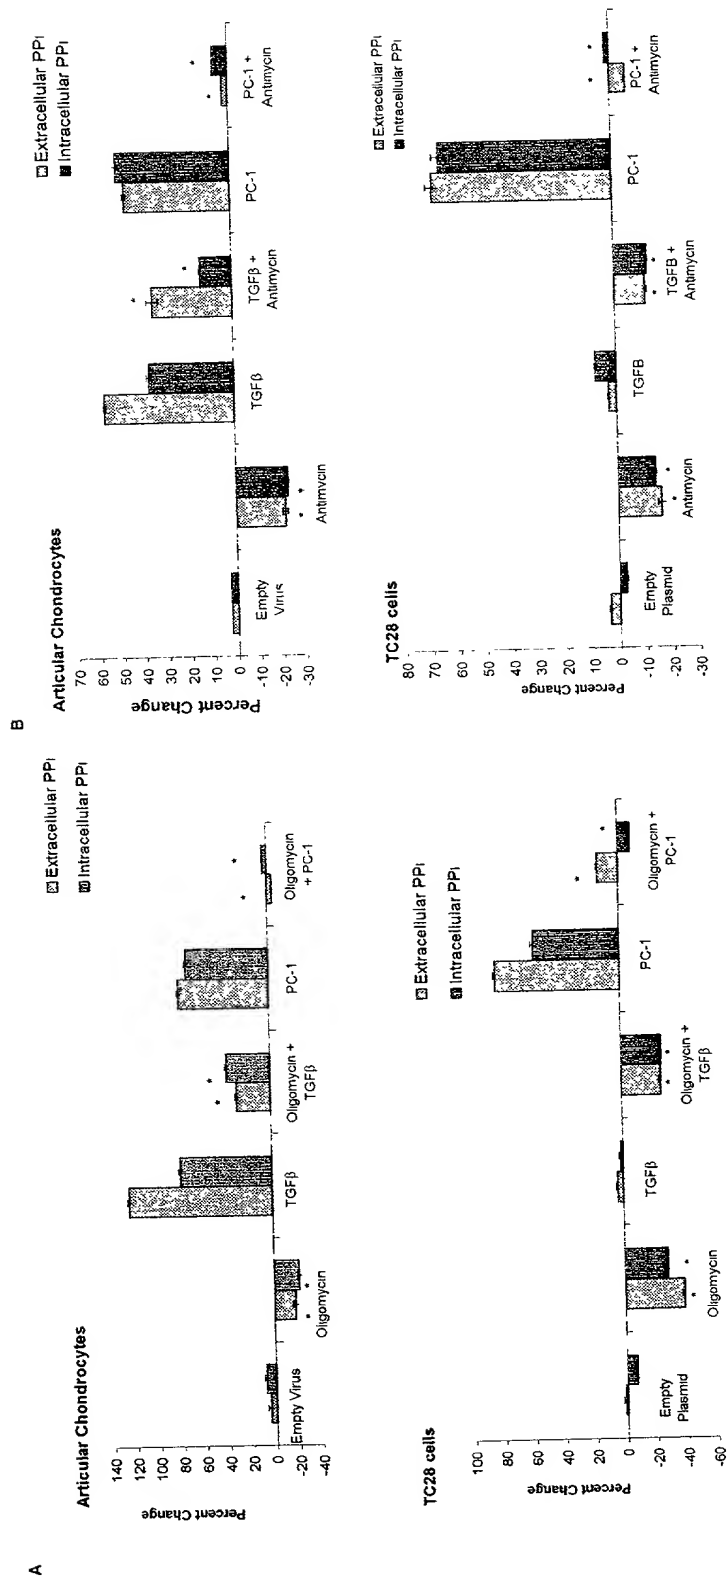 A
Articular Chondrocytes
Extracellular PPi
Intracellular PPi
Percent Change
140
120
100
80
60
40
20
0
-20
-40
Empty Virus
Oligomycin
TGFβ
Oligomycin +
TGFβ
PC-1
Oligomycin
+ PC-1
* * * * * *
TC28 cells
Extracellular PPi
Intracellular PPi
Percent Change
100
80
60
40
20
0
-20
-40
-60
Empty
Plasmid
Oligomycin
TGFβ
Oligomycin +
TGFβ
PC-1
Oligomycin +
PC-1
* * * * * *
B
Articular Chondrocytes
Extracellular PPi
Intracellular PPi
Percent Change
70
60
50
40
30
20
10
0
-10
-20
-30
Empty
Virus
Antimycin
TGFβ
TGFβ +
Antimycin
PC-1
PC-1 +
Antimycin
* * * * * *
TC28 cells
Extracellular PPi
Intracellular PPi
Percent Change
80
70
60
50
40
30
20
10
0
-10
-20
-30
Empty
Plasmid
Antimycin
TGFB
TGFB +
Antimycin
PC-1
PC-1 +
Antimycin
* * * * * *